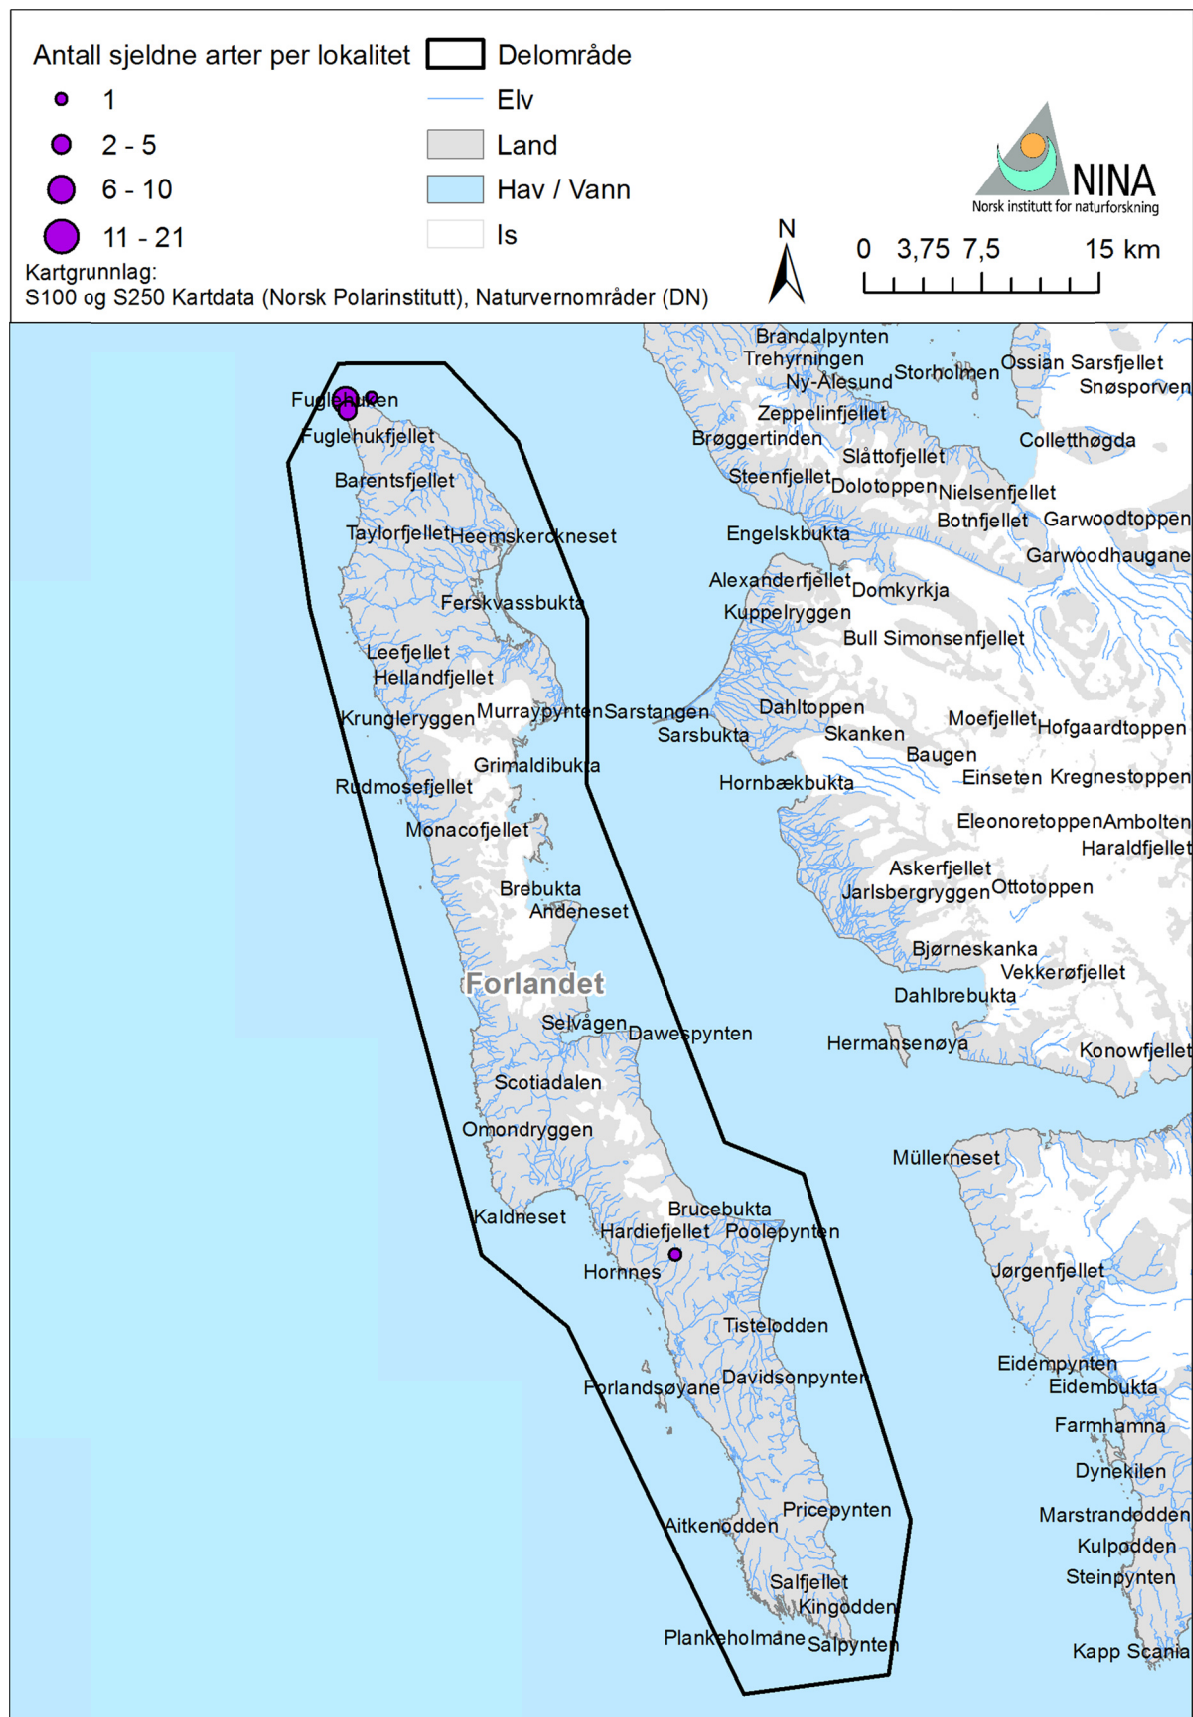 Antall sjeldne arter per lokalitet
1
2 - 5
6 - 10
11 - 21
Delområde
Elv
Land
Hav / Vann
Is
Kartgrunnlag:
S100 og S250 Kartdata (Norsk Polarinstitutt), Naturvernområder (DN)
NINA
Norsk institutt for naturforskning
N
0 3,75 7,5 15 km
Brandalpynten
Trehyrningen
Ossian Sarsfjellet
Storholmen
Ny-Ålesund
Snøsporven
Fuglehuken
Zeppelinfjellet
Fuglehukfjellet
Brøggertinden
Colletthøgda
Slåttofjellet
Barentsfjellet
Steenfjellet
Dolotoppen
Nielsenfjellet
Botnfjellet
Garwoodtoppen
Taylorfjellet
Heemskerckneset
Engelskbukta
Garwoodhaugane
Alexanderfjellet
Domkyrkja
Ferskvassbukta
Kuppelryggen
Bull Simonsenfjellet
Leefjellet
Hellandfjellet
Krungleryggen
Murraypynten
Sarstangen
Dahltoppen
Moefjellet
Hofgaardtoppen
Sarsbukta
Skanken
Baugen
Grimaldibukta
Rudmosefjellet
Hornbækbukta
Einseten
Kregnestoppen
Monacofjellet
Eleonoretoppen
Ambolten
Haraldfjellet
Askerfjellet
Brebukta
Jarlsbergryggen
Ottotoppen
Andeneset
Bjørneskanka
Forlandet
Vekkerøfjellet
Dahlbrebukta
Selvågen
Dawespynten
Hermansenøya
Konowfjellet
Scotiadalen
Omondryggen
Müllerneset
Kaldneset
Brucebukta
Hardiefjellet
Poolepynten
Hornnes
Jørgenfjellet
Tistelodden
Eidempynten
Davidsonpynten
Forlandsøyane
Eidembukta
Farmhamna
Dynekilen
Pricepynten
Marstrandodden
Aitkenodden
Kulpodden
Salfjellet
Steinpynten
Kingodden
Plankeholmane
Salpynten
Kapp Scania